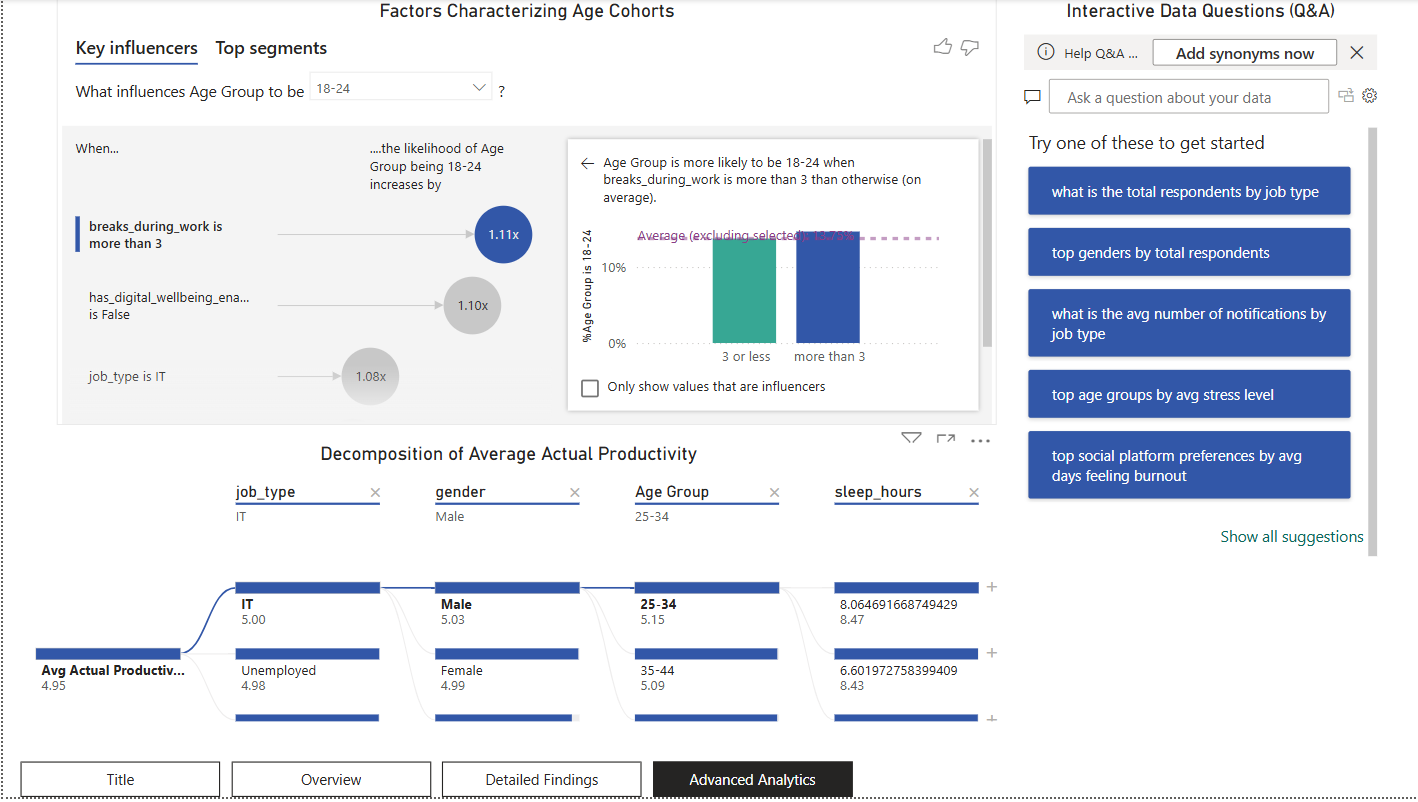 Factors Characterizing Age Cohorts
Key influencers
Top segments
What influences Age Group to be
18-24
?
When...
....the likelihood of Age
Group being 18-24
increases by
breaks_during_work is
more than 3
1.11x
has_digital_wellbeing_ena...
is False
1.10x
job_type is IT
1.08x
Age Group is more likely to be 18-24 when
breaks_during_work is more than 3 than otherwise (on
average).
%Age Group is 18-24
Average (excluding selected): 13.79%
10%
0%
3 or less
more than 3
Only show values that are influencers
Interactive Data Questions (Q&A)
Help Q&A ...
Add synonyms now
Ask a question about your data
Try one of these to get started
what is the total respondents by job type
top genders by total respondents
what is the avg number of notifications by
job type
top age groups by avg stress level
top social platform preferences by avg
days feeling burnout
Show all suggestions
Decomposition of Average Actual Productivity
job_type
IT
gender
Male
Age Group
25-34
sleep_hours
Avg Actual Productiv...
4.95
IT
5.00
Unemployed
4.98
Male
5.03
Female
4.99
25-34
5.15
35-44
5.09
8.064691668749429
8.47
6.601972758399409
8.43
Title
Overview
Detailed Findings
Advanced Analytics